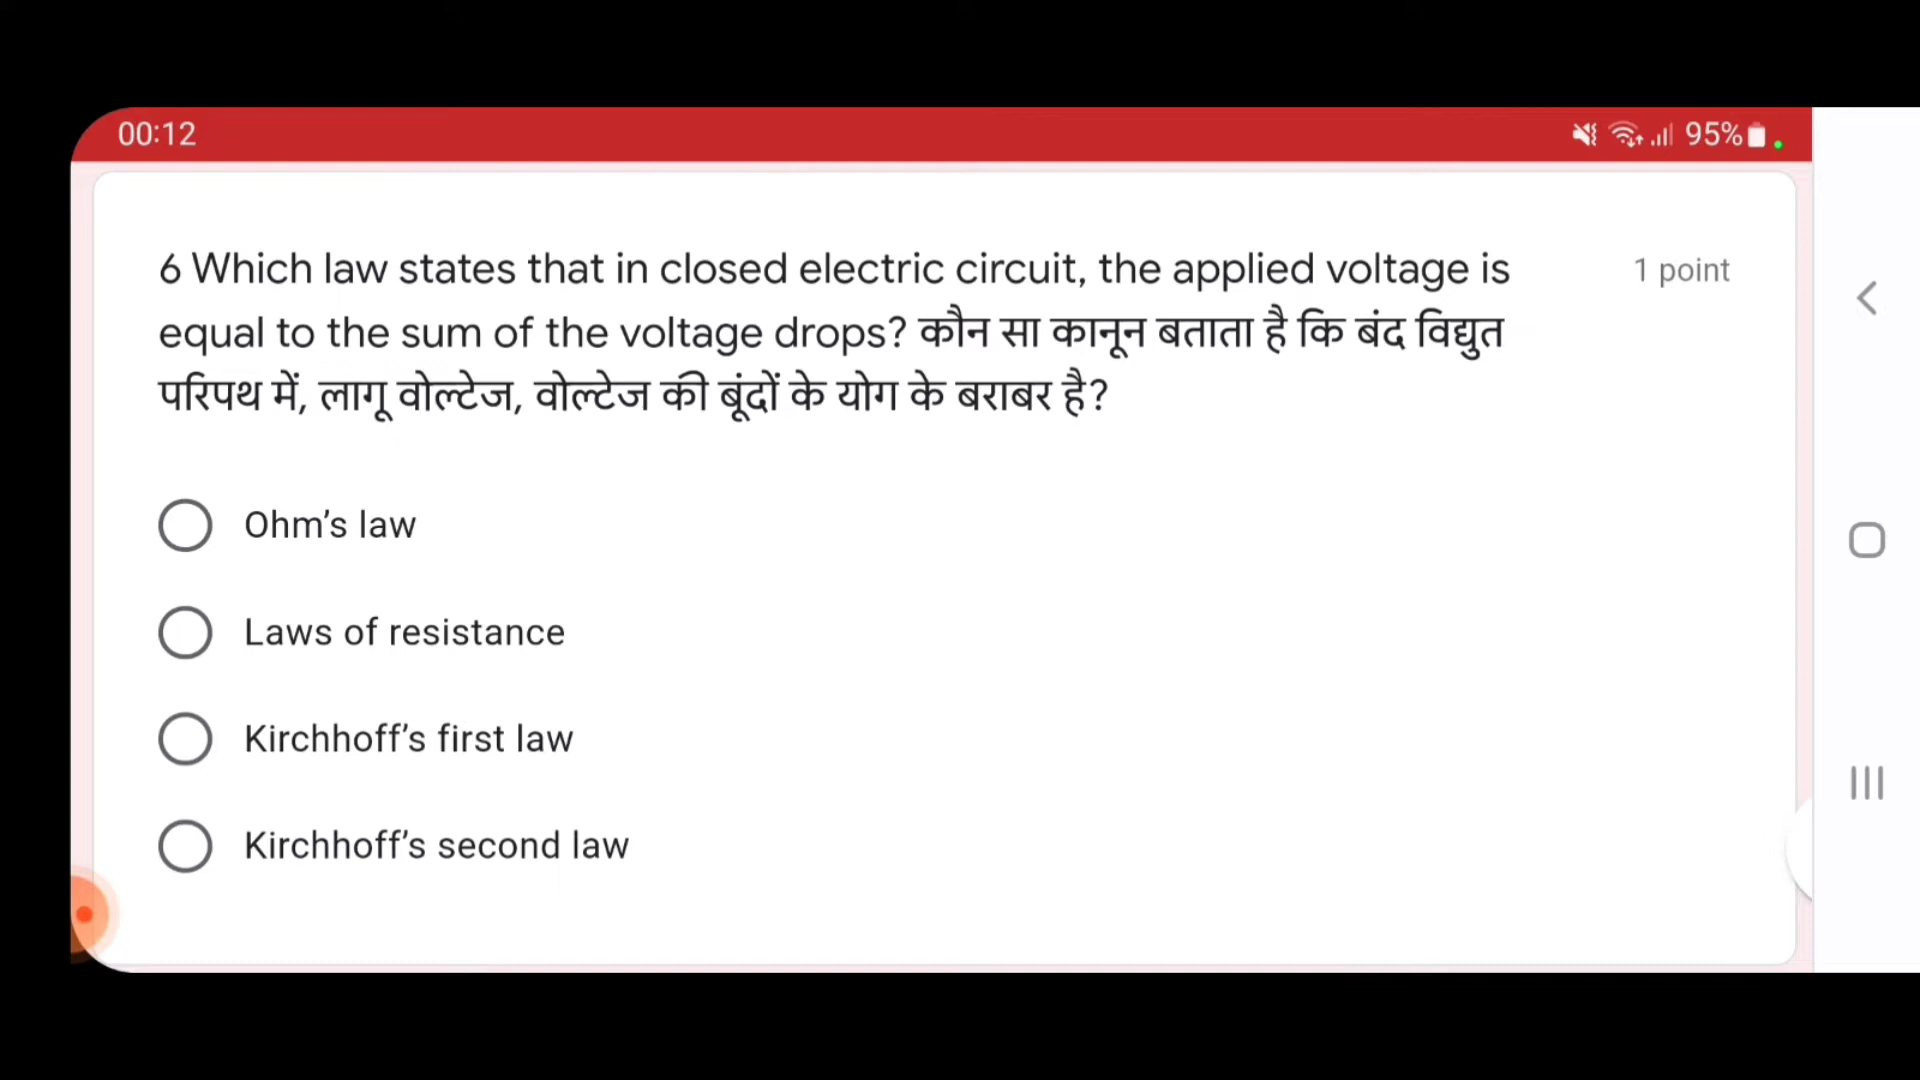 00:12
95%
6 Which law states that in closed electric circuit, the applied voltage is
1 point
equal to the sum of the voltage drops? कौन सा कानून बताता है कि बंद विद्युत
परिपथ में, लागू वोल्टेज, वोल्टेज की बूंदों के योग के बराबर है?
Ohm’s law
Laws of resistance
Kirchhoff’s first law
Kirchhoff’s second law